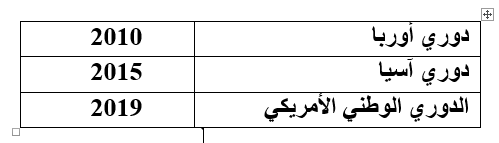 دوري أوربا 2010
دوري آسيا 2015
الدوري الوطني الأمريكي 2019